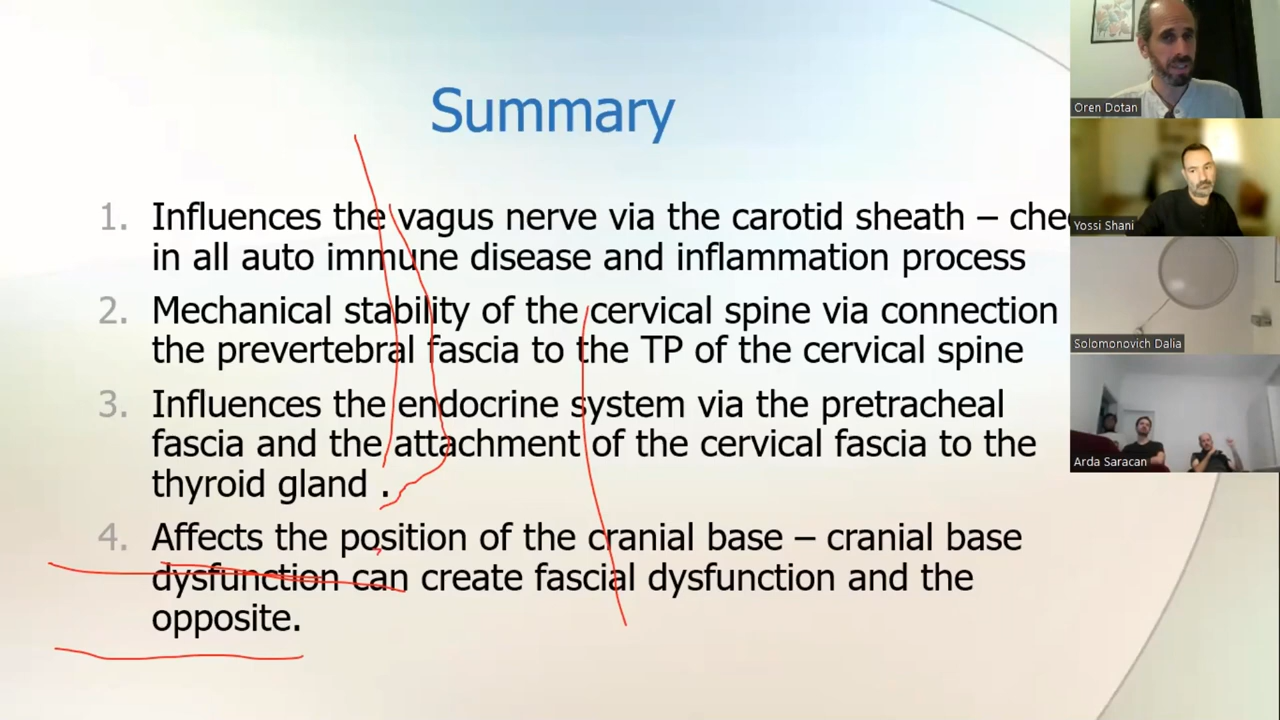 Summary
1. Influences the vagus nerve via the carotid sheath – 
in all auto immune disease and inflammation process
2. Mechanical stability of the cervical spine via connection
the prevertebral fascia to the TP of the cervical spine
3. Influences the endocrine system via the pretracheal
fascia and the attachment of the cervical fascia to the
thyroid gland .
4. Affects the position of the cranial base – cranial base
dysfunction can create fascial dysfunction and the
opposite.
Oren Dotan
Yossi Shani
Solomonovich Dalia
Arda Saracan